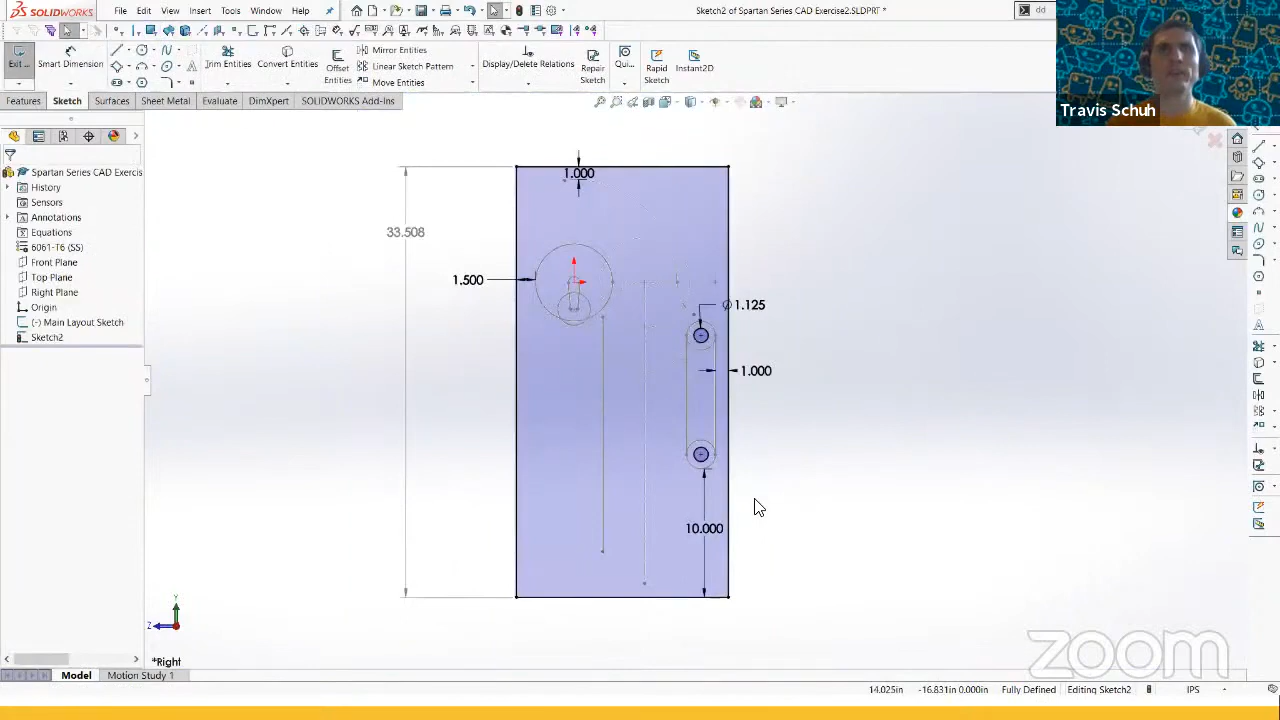 SOLIDWORKS
File Edit View Insert Tools Window Help
Sketch of Spartan Series CAD Exercise2.SLDPRT *
dd
Exit ...
Smart Dimension
Trim Entities
Convert Entities
Offset Entities
Mirror Entities
Linear Sketch Pattern
Move Entities
Display/Delete Relations
Repair Sketch
Qui...
Rapid Sketch
Instant2D
Travis Schuh
Features Sketch Surfaces Sheet Metal Evaluate DimXpert SOLIDWORKS Add-Ins
Spartan Series CAD Exercis
History
Sensors
Annotations
Equations
6061-T6 (SS)
Front Plane
Top Plane
Right Plane
Origin
(-) Main Layout Sketch
Sketch2
1.000
33.508
1.500
1.125
1.000
10.000
Y
Z
*Right
zoom
Model Motion Study 1
14.025in -16.831in 0.000in Fully Defined Editing Sketch2 IPS